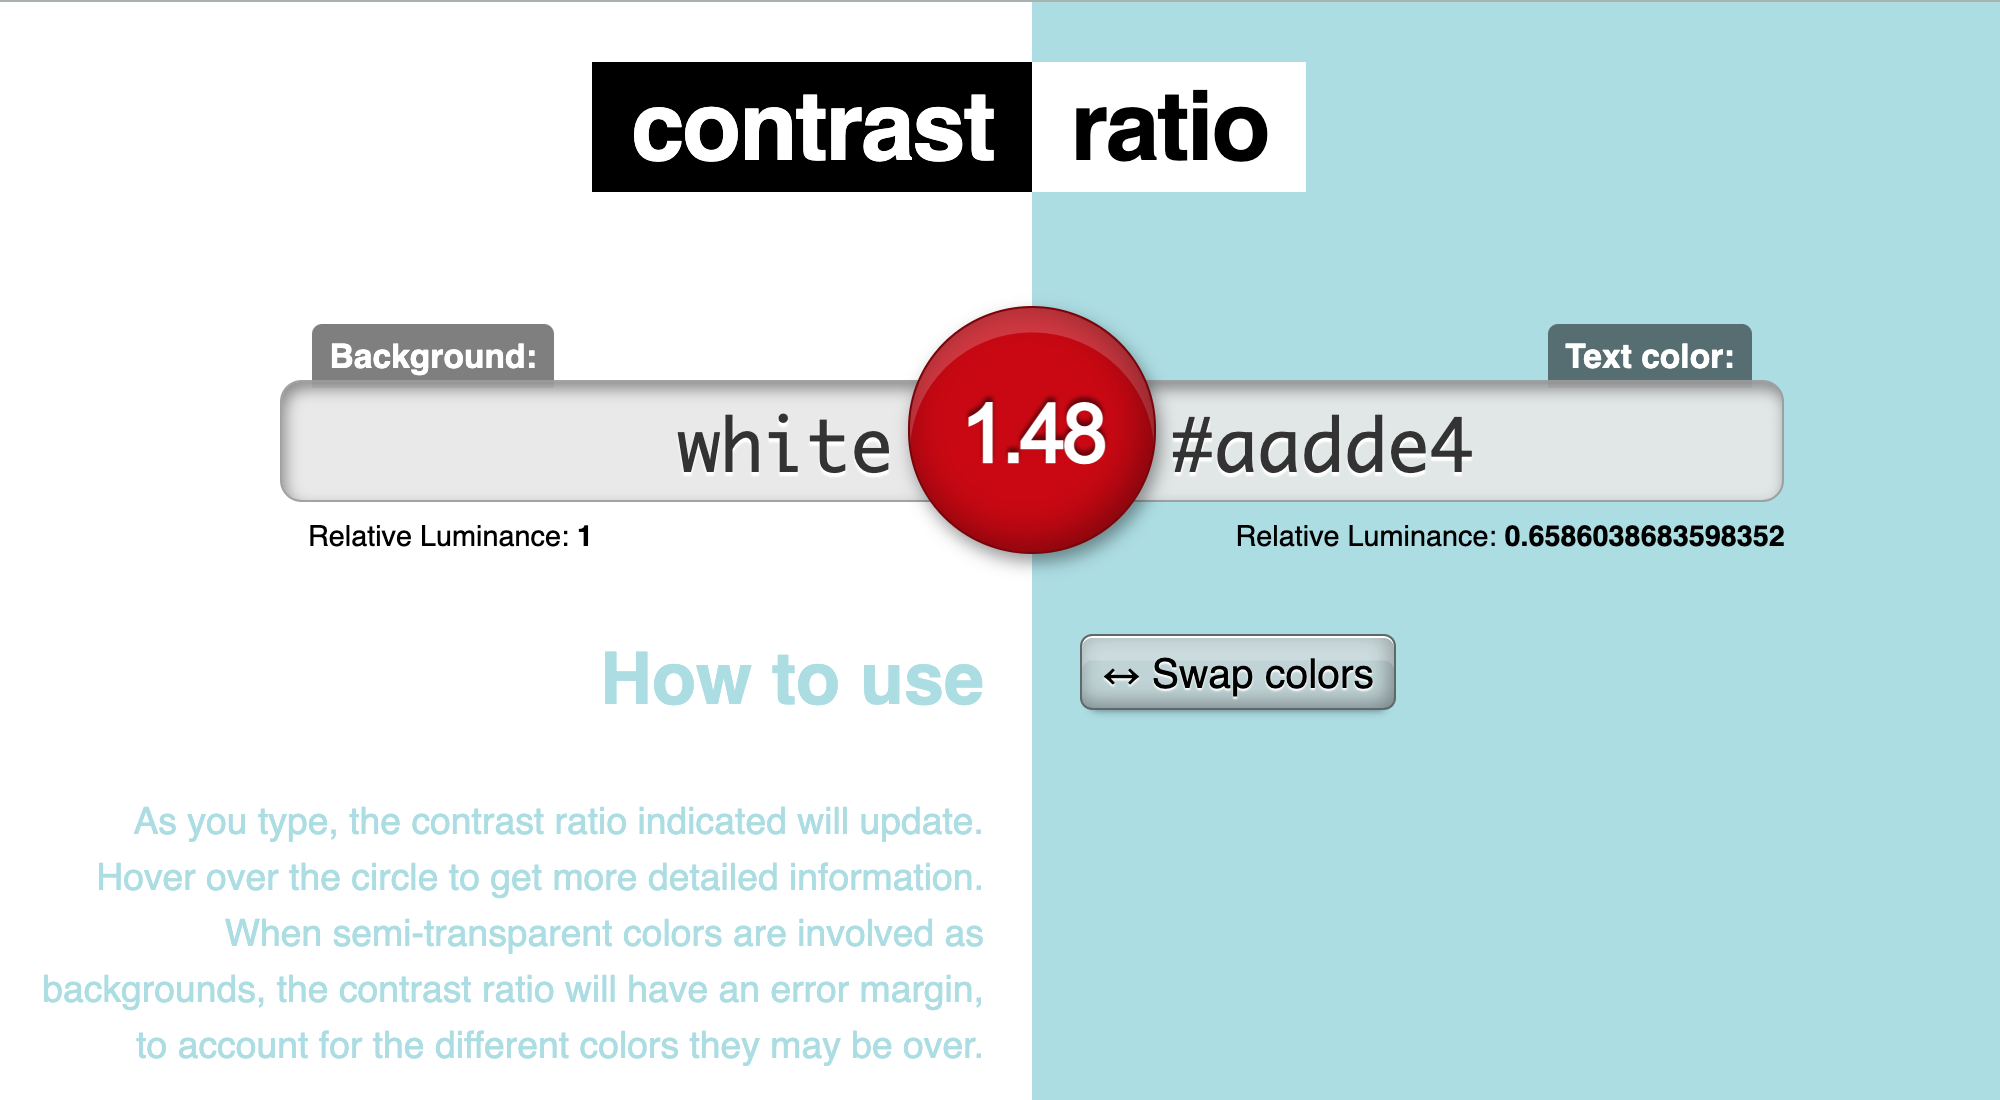 contrast ratio
Background:
Text color:
white 1.48 #aadde4
Relative Luminance: 1
Relative Luminance: 0.6586038683598352
How to use
↔ Swap colors
As you type, the contrast ratio indicated will update.
Hover over the circle to get more detailed information.
When semi-transparent colors are involved as
backgrounds, the contrast ratio will have an error margin,
to account for the different colors they may be over.